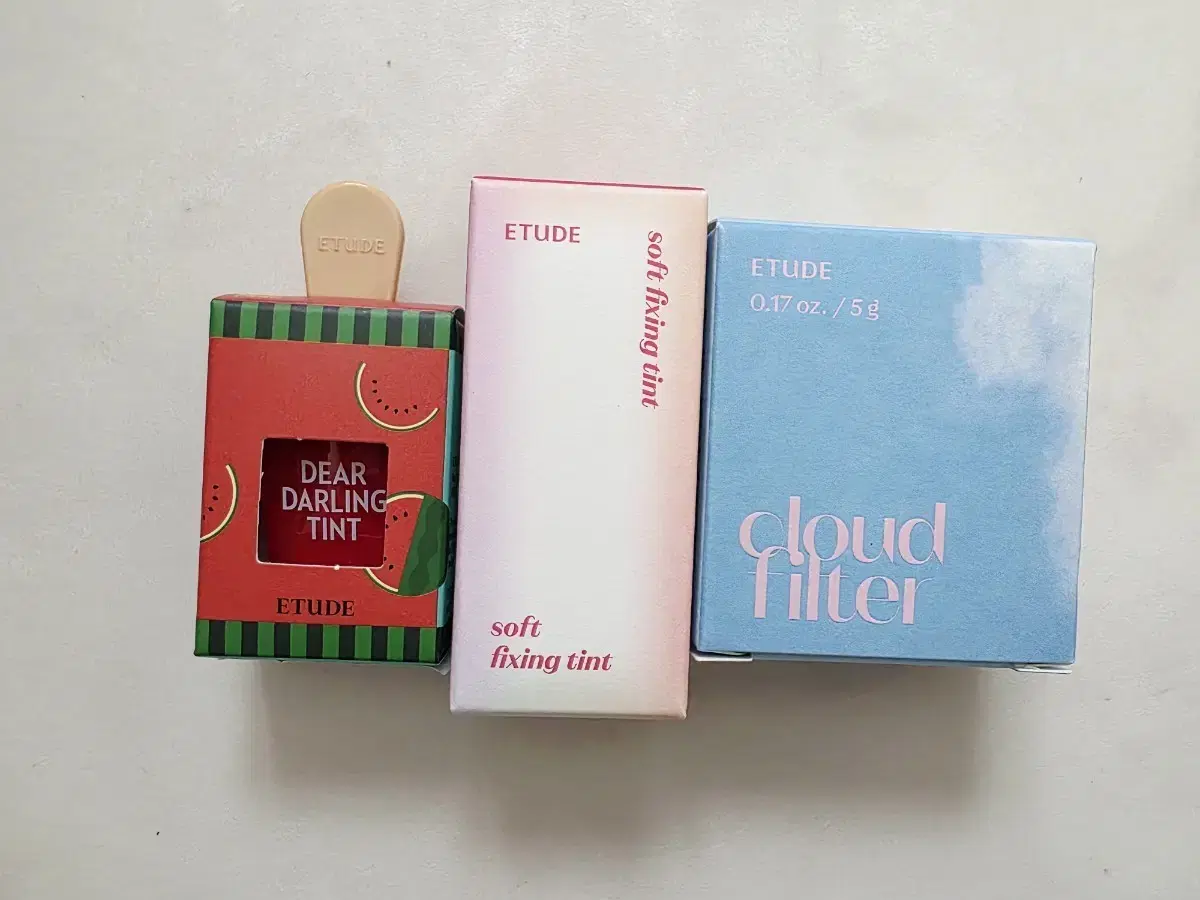 ETUDE
DEAR
DARLING
TINT
ETUDE
ETUDE
soft fixing tint
soft
fixing tint
ETUDE
0.17 oz. / 5 g
cloud
filter